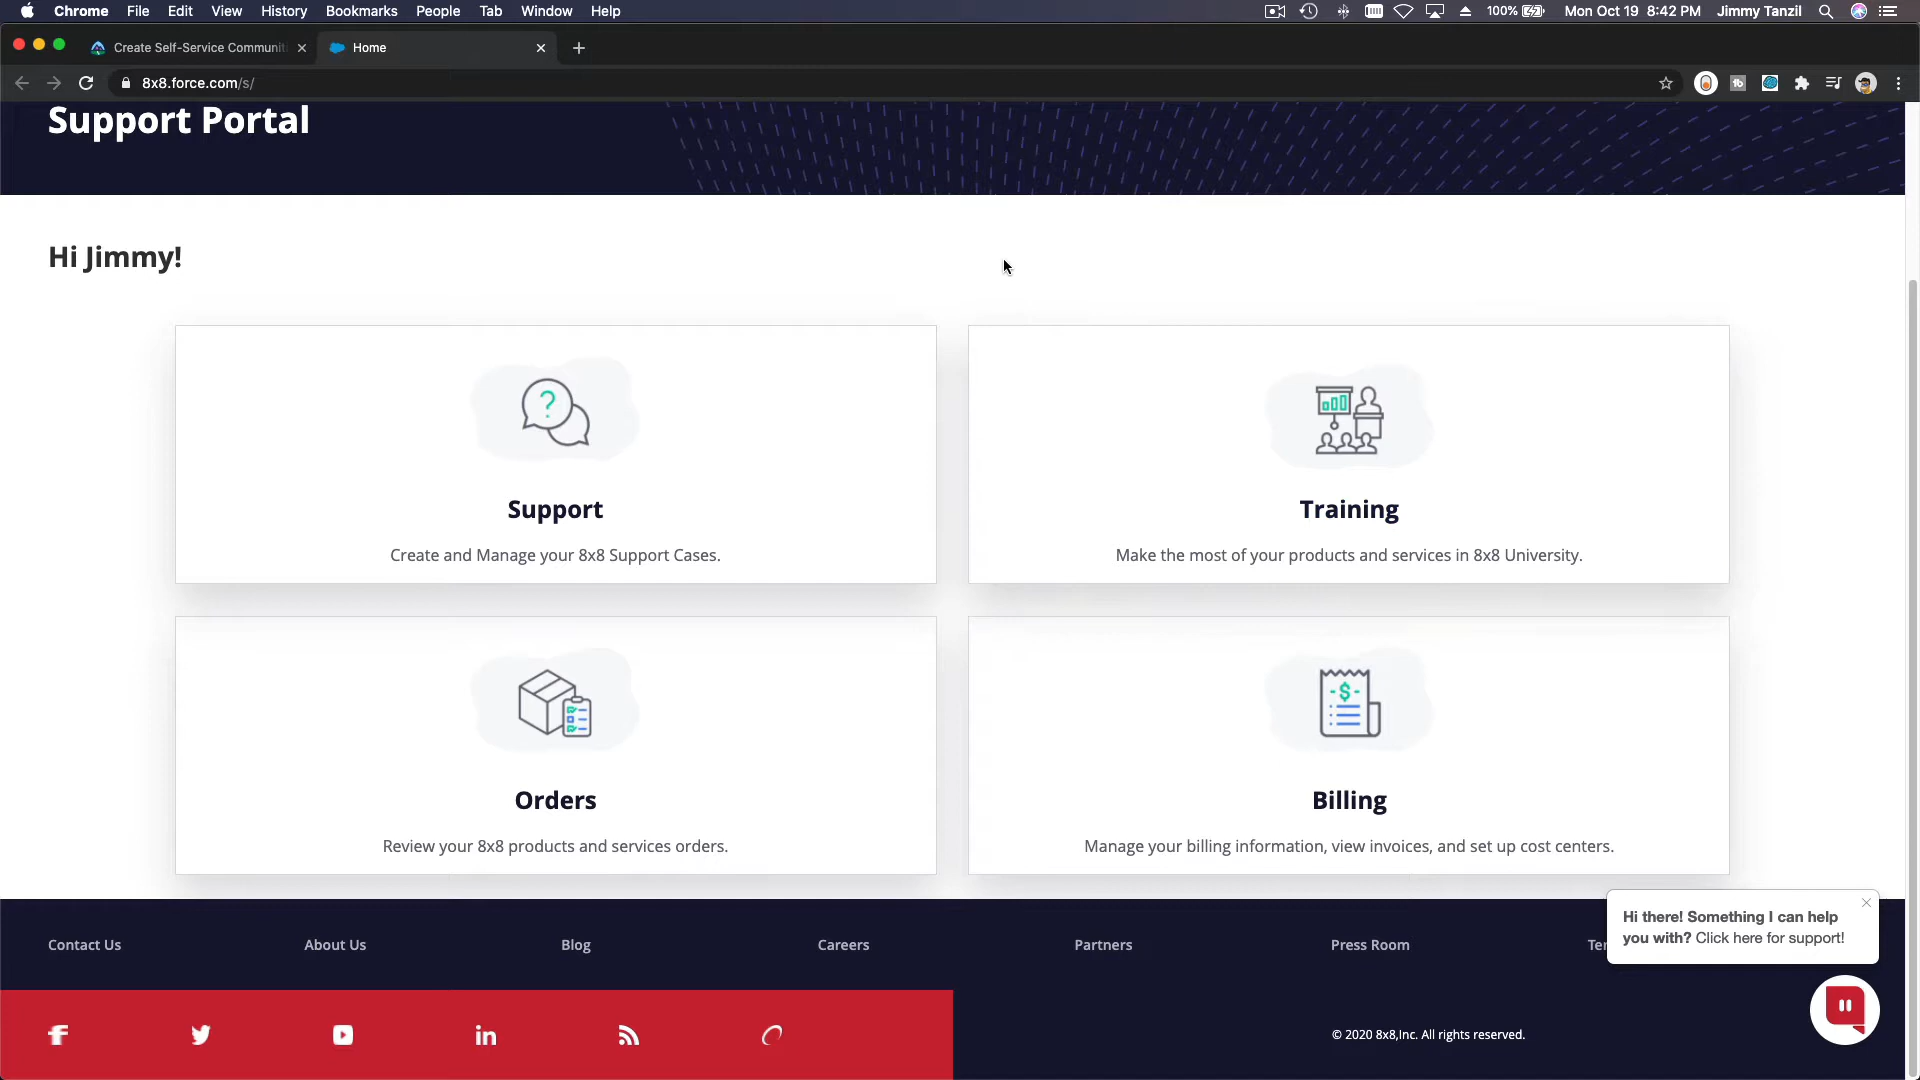 Chrome File Edit View History Bookmarks People Tab Window Help 100% Mon Oct 19 8:42 PM Jimmy Tanzil
Create Self-Service Communit Home
8x8.force.com/s/
Support Portal
Hi Jimmy!
Support
Create and Manage your 8x8 Support Cases.
Training
Make the most of your products and services in 8x8 University.
Orders
Review your 8x8 products and services orders.
Billing
Manage your billing information, view invoices, and set up cost centers.
Hi there! Something I can help
you with? Click here for support!
Contact Us About Us Blog Careers Partners Press Room Ter
© 2020 8x8,Inc. All rights reserved.